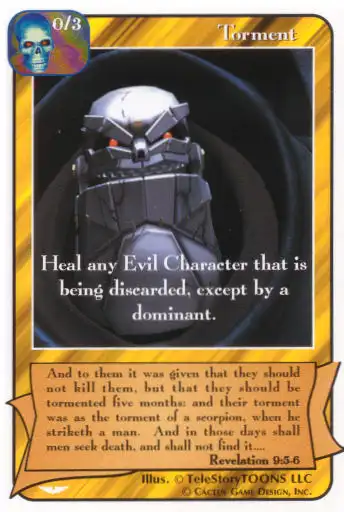 0/3
Torment
Heal any Evil Character that is
being discarded, except by a
dominant.
And to them it was given that they should
not kill them, but that they should be
tormented five months: and their torment
was as the torment of a scorpion, when he
striketh a man. And in those days shall
men seek death, and shall not find it....
Revelation 9:5-6
Illus. © TeleStoryTOONS LLC
© Cactus Game Design, Inc.